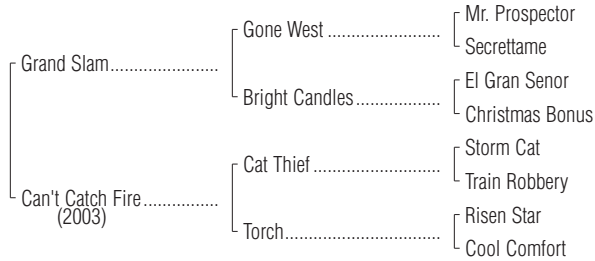 Mr. Prospector
Gone West ......................
Secrettame
Grand Slam.....................
El Gran Senor
Bright Candles................
Christmas Bonus
Storm Cat
Cat Thief ........................
Train Robbery
Can't Catch Fire..............
(2003)
Risen Star
Torch..............................
Cool Comfort